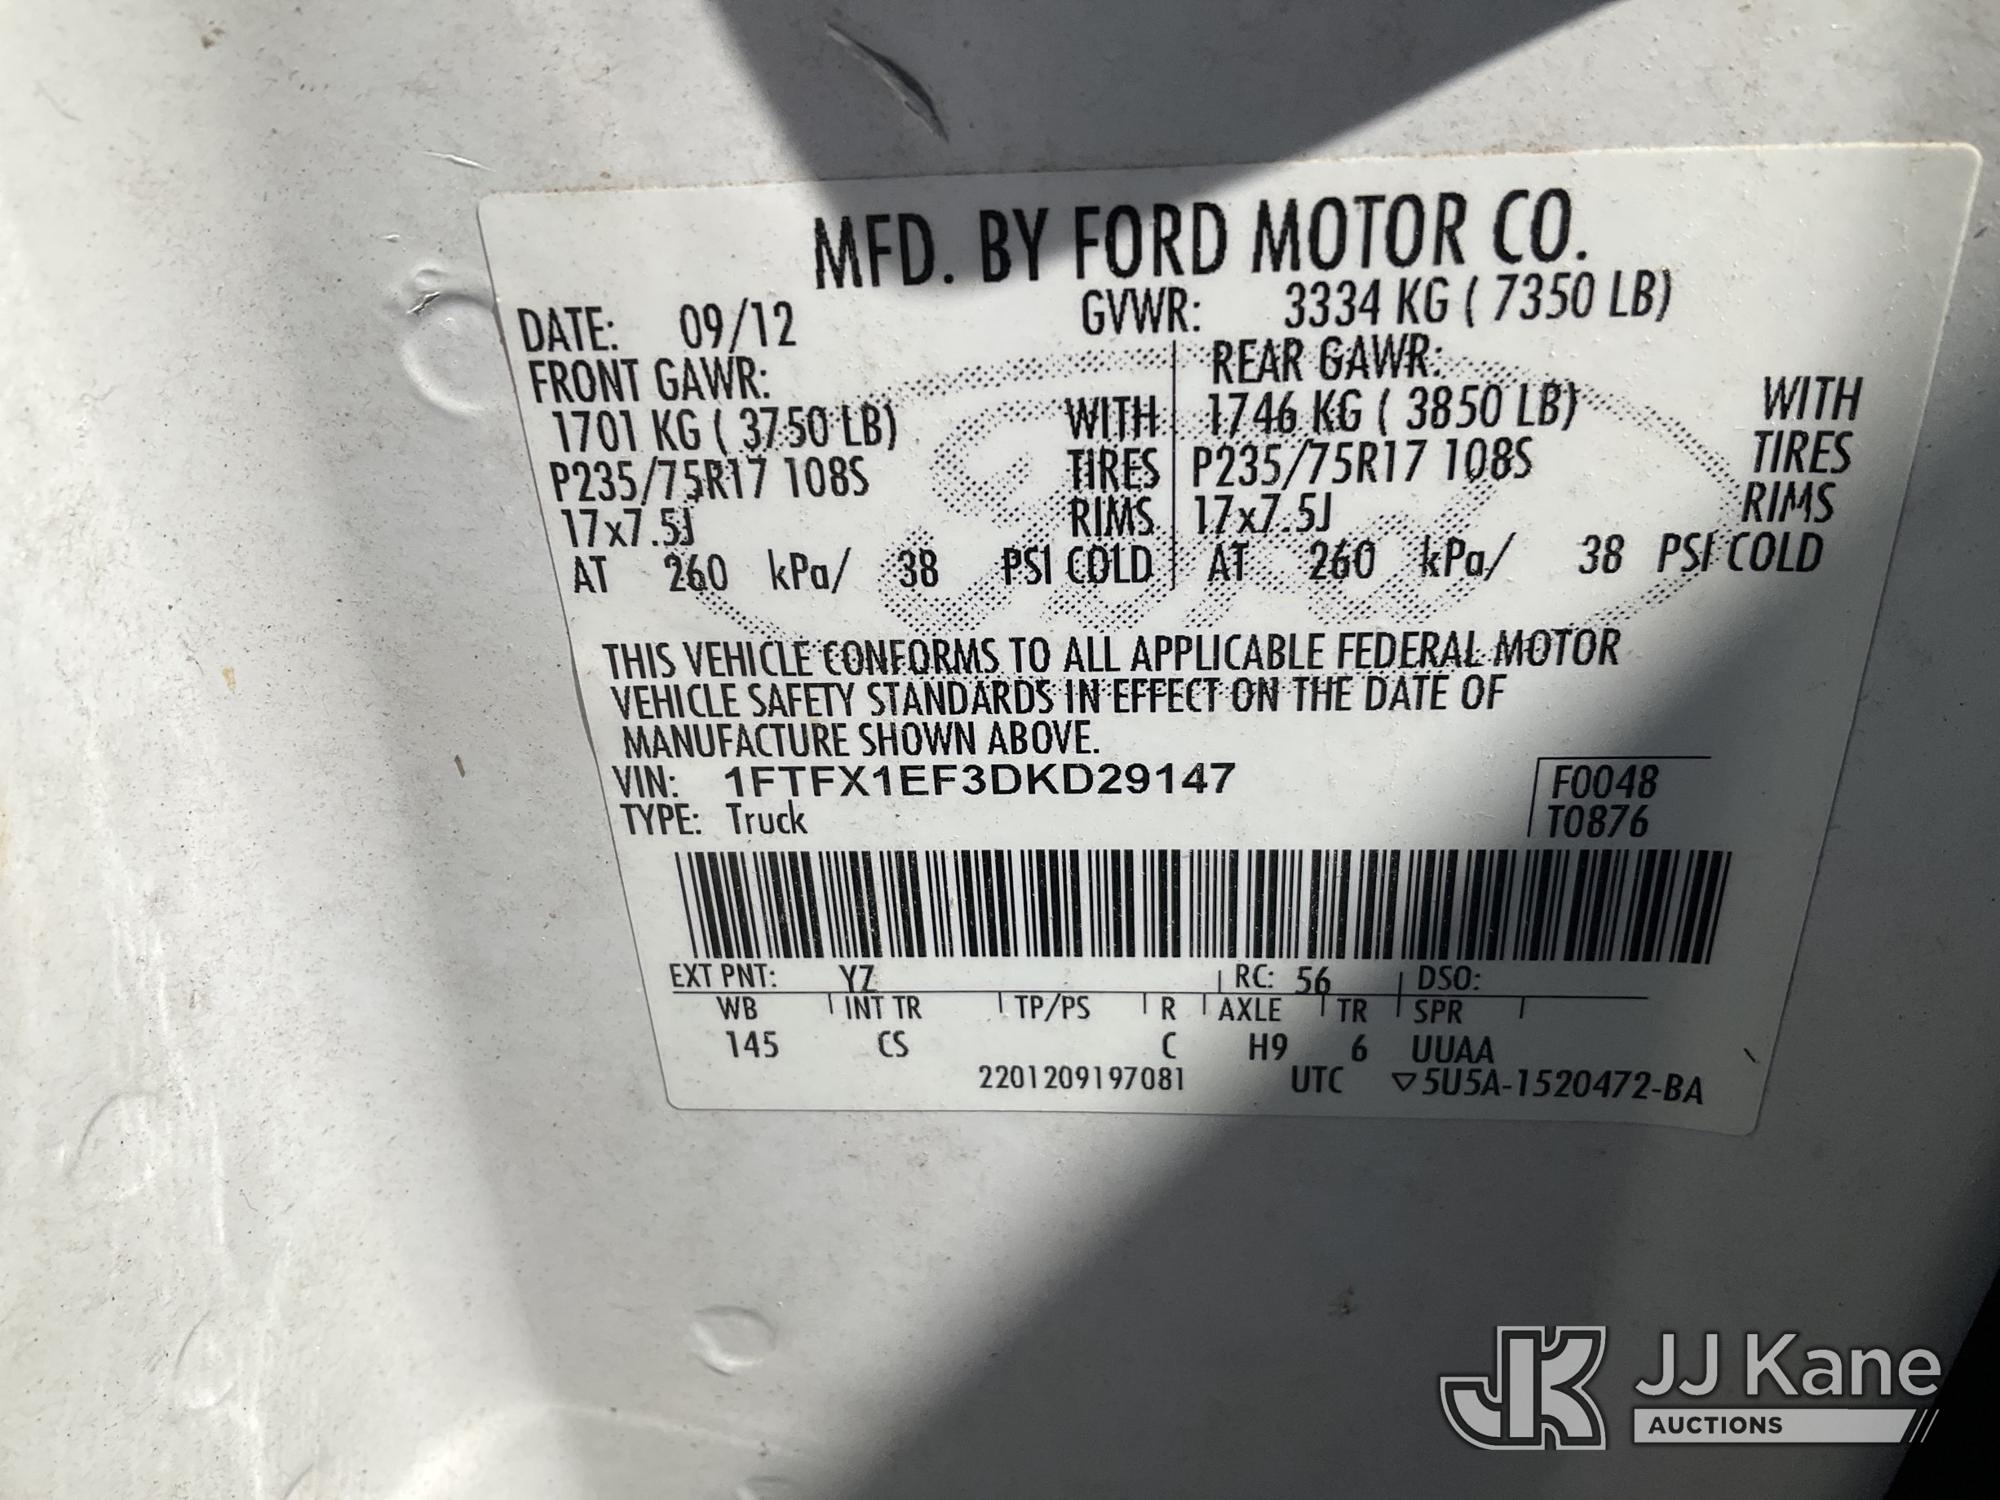 MFD. BY FORD MOTOR CO.
DATE: 09/12 GVWR: 3334 KG ( 7350 LB)
FRONT GAWR: REAR GAWR:
1701 KG ( 3750 LB) WITH 1746 KG ( 3850 LB) WITH
P235/75R17 108S TIRES P235/75R17 108S TIRES
17x7.5J RIMS 17x7.5J RIMS
AT 260 kPa/ 38 PSI COLD AT 260 kPa/ 38 PSI COLD
THIS VEHICLE CONFORMS TO ALL APPLICABLE FEDERAL MOTOR
VEHICLE SAFETY STANDARDS IN EFFECT ON THE DATE OF
MANUFACTURE SHOWN ABOVE.
VIN: 1FTFX1EF3DKD29147 F0048
TYPE: Truck T0876
EXT PNT: YZ RC: 56 DSO:
WB INT TR TP/PS R AXLE TR SPR
145 CS C H9 6 UUAA
2201209197081 UTC ▽5U5A-1520472-BA
JK JJ Kane
AUCTIONS